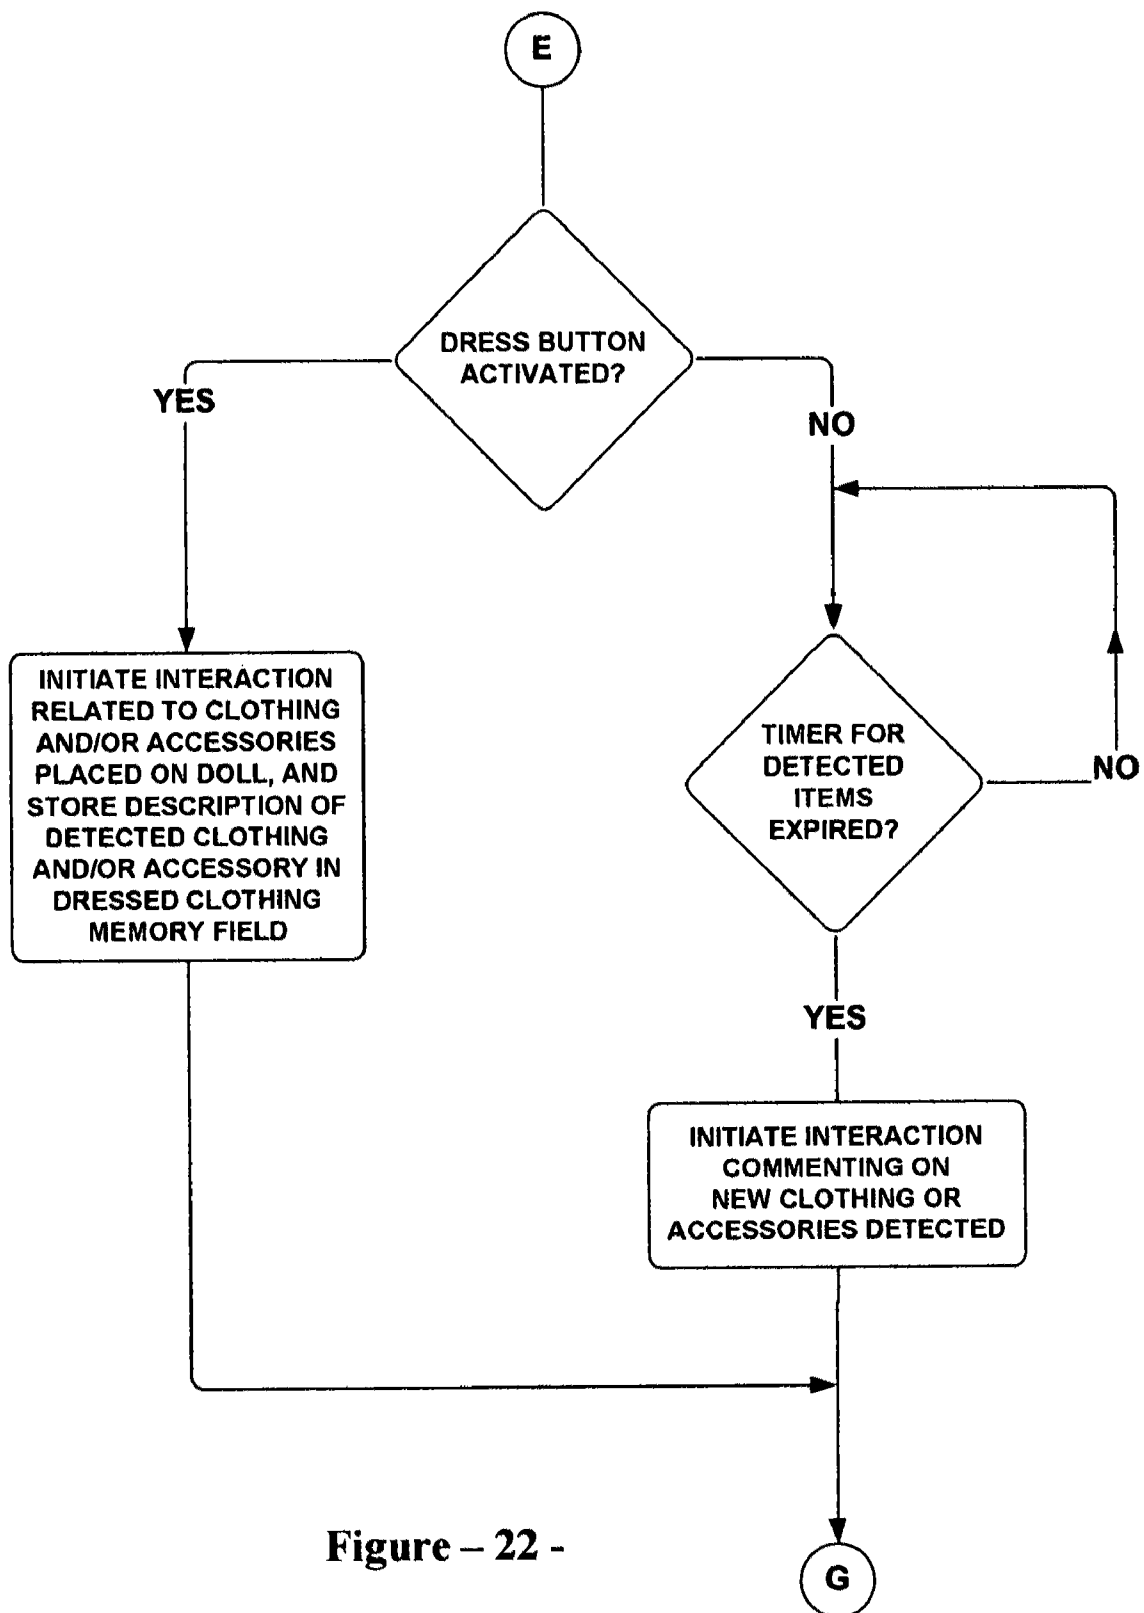 E
DRESS BUTTON
ACTIVATED?
YES
NO
INITIATE INTERACTION
RELATED TO CLOTHING
AND/OR ACCESSORIES
PLACED ON DOLL, AND
STORE DESCRIPTION OF
DETECTED CLOTHING
AND/OR ACCESSORY IN
DRESSED CLOTHING
MEMORY FIELD
TIMER FOR
DETECTED
ITEMS
EXPIRED?
NO
YES
INITIATE INTERACTION
COMMENTING ON
NEW CLOTHING OR
ACCESSORIES DETECTED
Figure – 22 -
G